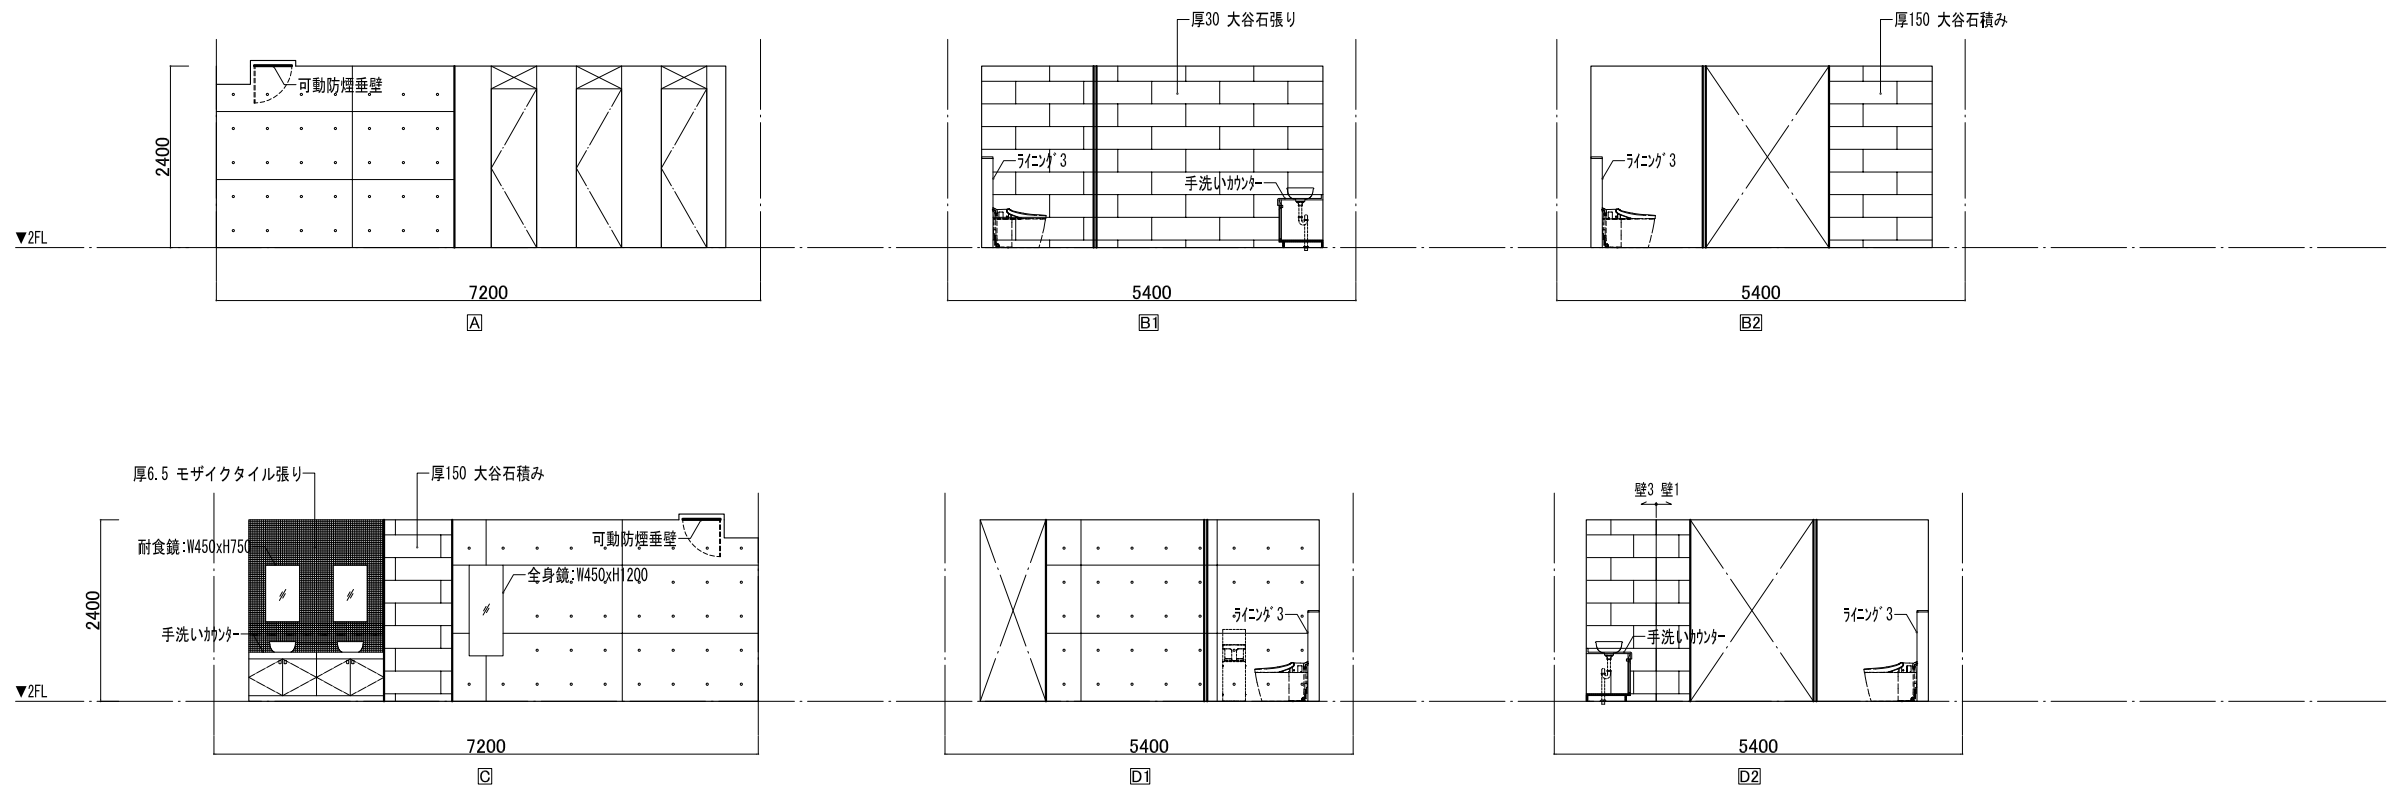 厚30 大谷石張り
厚150 大谷石積み
可動防煙垂壁
2400
ライニング3
手洗いカウンター
ライニング3
▼2FL
7200
5400
5400
A
B1
B2
厚6.5 モザイクタイル張り
厚150 大谷石積み
壁3 壁1
耐食鏡:W450xH750
可動防煙垂壁
全身鏡:W450xH1200
2400
手洗いカウンター
ライニング3
手洗いカウンター
ライニング3
▼2FL
7200
5400
5400
C
D1
D2